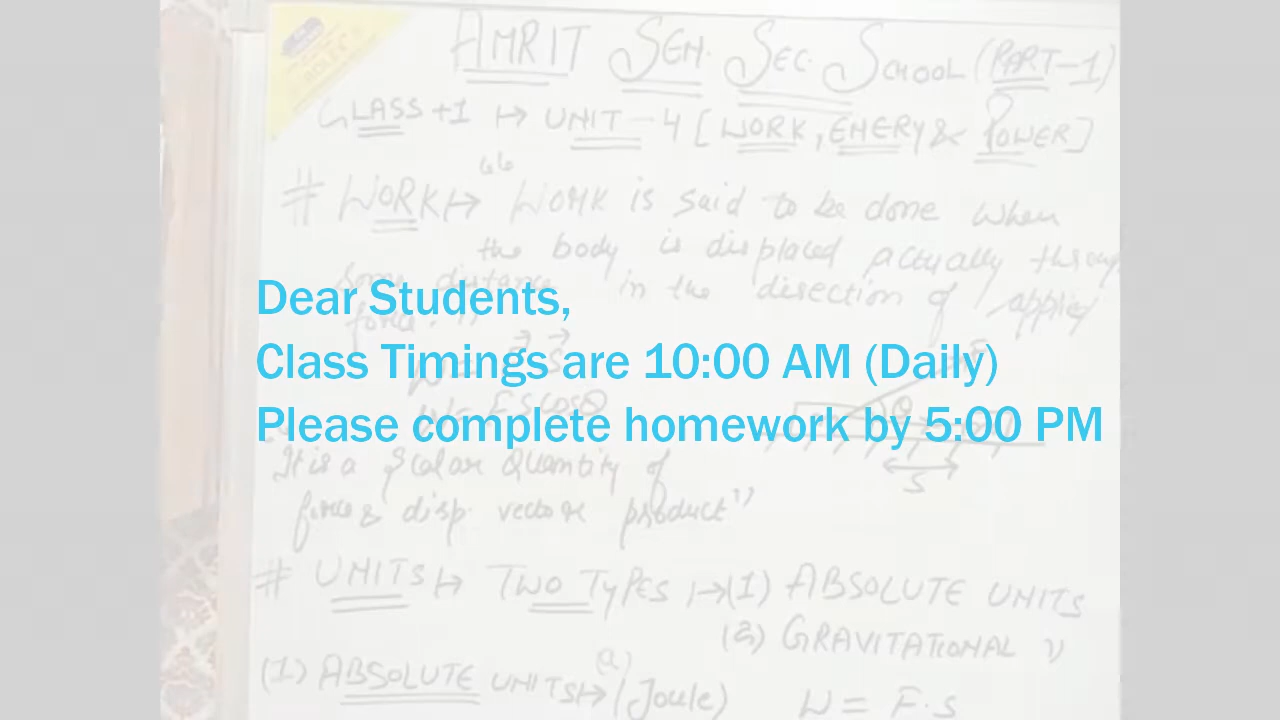 AMRIT SEN. SEC. SCHOOL (PART-1)
CLASS +1 ↦ UNIT-4 [WORK, ENERY & POWER]
# WORK ↦ "Work is said to be done when
the body is displaced actually through
some distance in the direction of applied
force."
Dear Students,
Class Timings are 10:00 AM (Daily)
W = FScosθ
θ
Please complete homework by 5:00 PM
S
It is a Scalar Quantity of
force & disp. vector product"
# UNITS ↦ TWO TYPES ↦ (1) ABSOLUTE UNITS
(2) GRAVITATIONAL "
(1) ABSOLUTE UNITS ↦ (a) (Joule) W = F.s